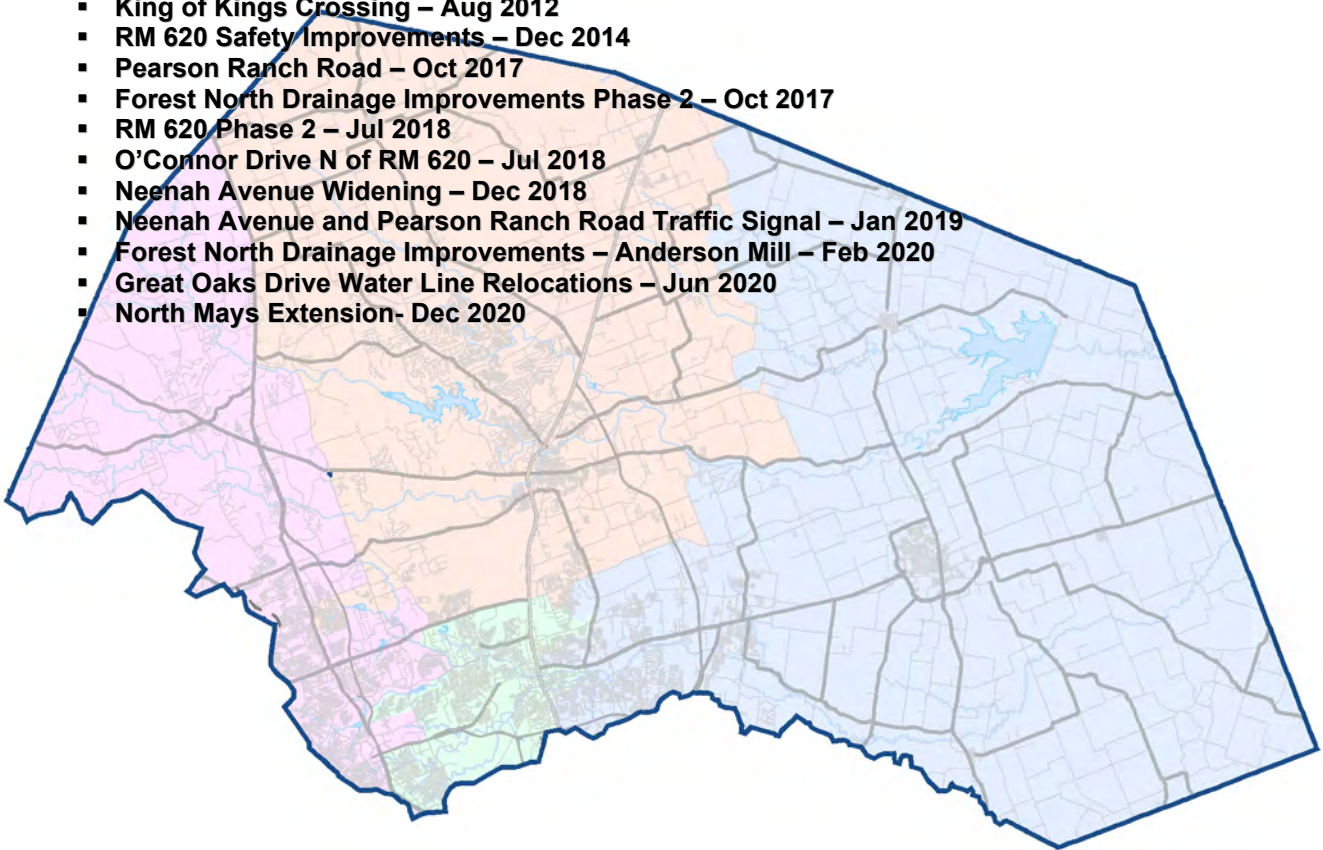 ▪ King of Kings Crossing – Aug 2012
▪ RM 620 Safety Improvements – Dec 2014
▪ Pearson Ranch Road – Oct 2017
▪ Forest North Drainage Improvements Phase 2 – Oct 2017
▪ RM 620 Phase 2 – Jul 2018
▪ O’Connor Drive N of RM 620 – Jul 2018
▪ Neenah Avenue Widening – Dec 2018
▪ Neenah Avenue and Pearson Ranch Road Traffic Signal – Jan 2019
▪ Forest North Drainage Improvements – Anderson Mill – Feb 2020
▪ Great Oaks Drive Water Line Relocations – Jun 2020
▪ North Mays Extension- Dec 2020